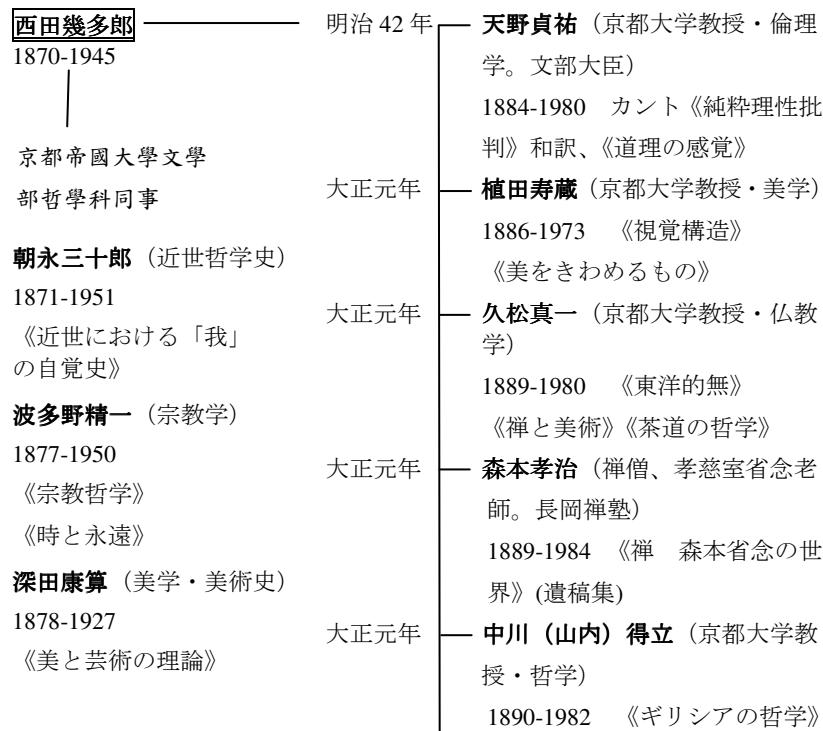 西田幾多郎
1870-1945
京都帝國大學文學
部哲學科同事
朝永三十郎（近世哲学史）
1871-1951
《近世における「我」
の自覚史》
波多野精一（宗教学）
1877-1950
《宗教哲学》
《時と永遠》
深田康算（美学・美術史）
1878-1927
《美と芸術の理論》
明治 42 年
天野貞祐（京都大学教授・倫理
学。文部大臣）
1884-1980　カント《純粋理性批
判》和訳、《道理の感覚》
大正元年
植田寿蔵（京都大学教授・美学）
1886-1973　《視覚構造》
《美をきわめるもの》
大正元年
久松真一（京都大学教授・仏教
学）
1889-1980　《東洋的無》
《禅と美術》《茶道の哲学》
大正元年
森本孝治（禅僧、孝慈室省念老
師。長岡禅塾）
1889-1984　《禅　森本省念の世
界》(遺稿集)
大正元年
中川（山内）得立（京都大学教
授・哲学）
1890-1982　《ギリシアの哲学》